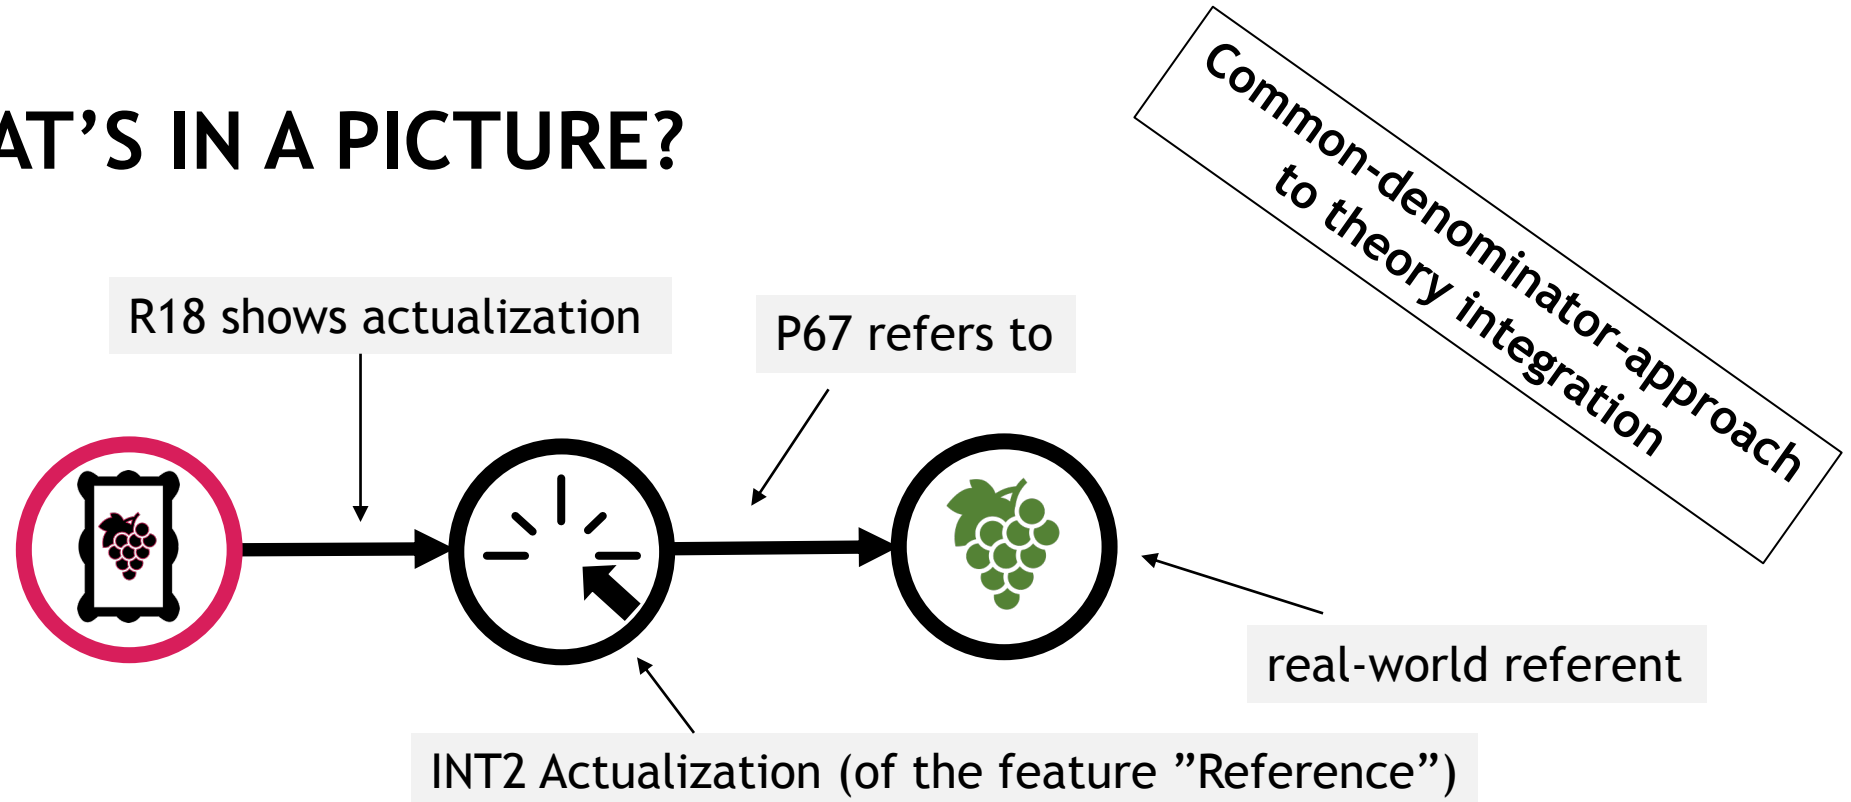 AT’S IN A PICTURE?
Common-denominator-approach
to theory integration
R18 shows actualization
P67 refers to
real-world referent
INT2 Actualization (of the feature ”Reference”)